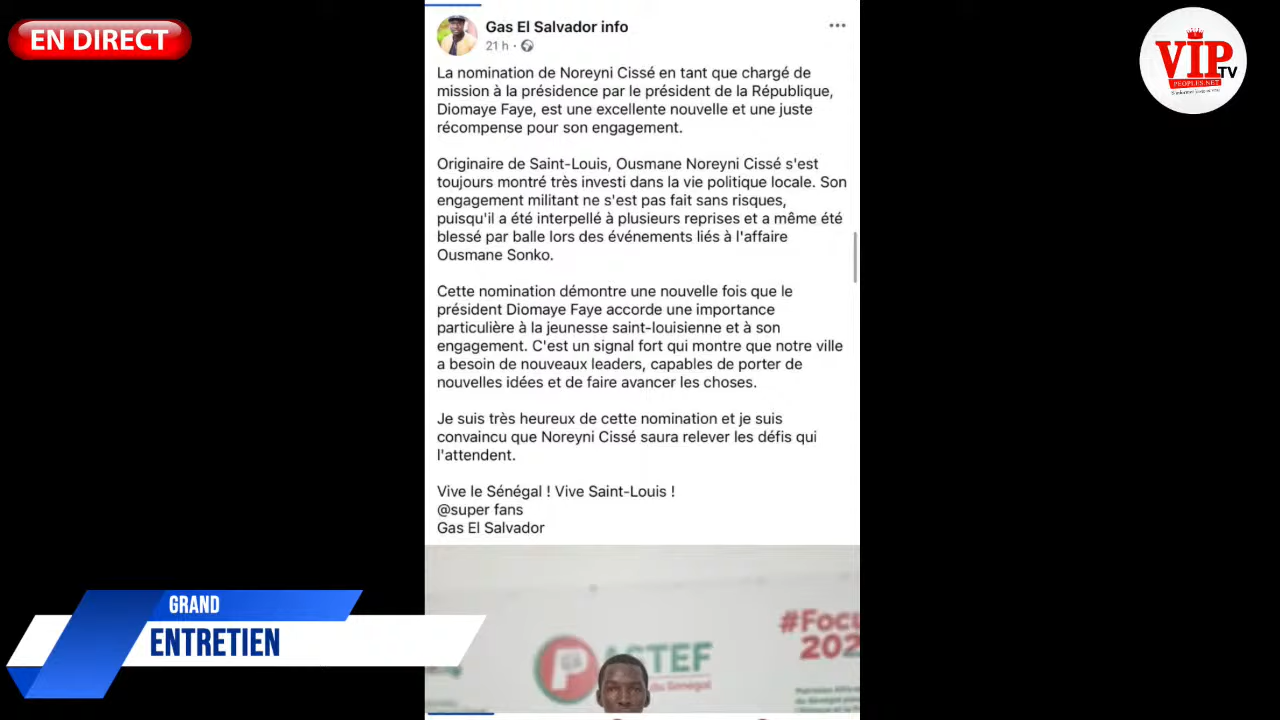 EN DIRECT
Gas El Salvador info
21 h ·
La nomination de Noreyni Cissé en tant que chargé de
mission à la présidence par le président de la République,
Diomaye Faye, est une excellente nouvelle et une juste
récompense pour son engagement.
Originaire de Saint-Louis, Ousmane Noreyni Cissé s'est
toujours montré très investi dans la vie politique locale. Son
engagement militant ne s'est pas fait sans risques,
puisqu'il a été interpellé à plusieurs reprises et a même été
blessé par balle lors des événements liés à l'affaire
Ousmane Sonko.
Cette nomination démontre une nouvelle fois que le
président Diomaye Faye accorde une importance
particulière à la jeunesse saint-louisienne et à son
engagement. C'est un signal fort qui montre que notre ville
a besoin de nouveaux leaders, capables de porter de
nouvelles idées et de faire avancer les choses.
Je suis très heureux de cette nomination et je suis
convaincu que Noreyni Cissé saura relever les défis qui
l'attendent.
Vive le Sénégal ! Vive Saint-Louis !
@super fans
Gas El Salvador
VIP
TV
PEOPLES.NET
#Focu
202
ASTEF
du Sénégal
GRAND
ENTRETIEN